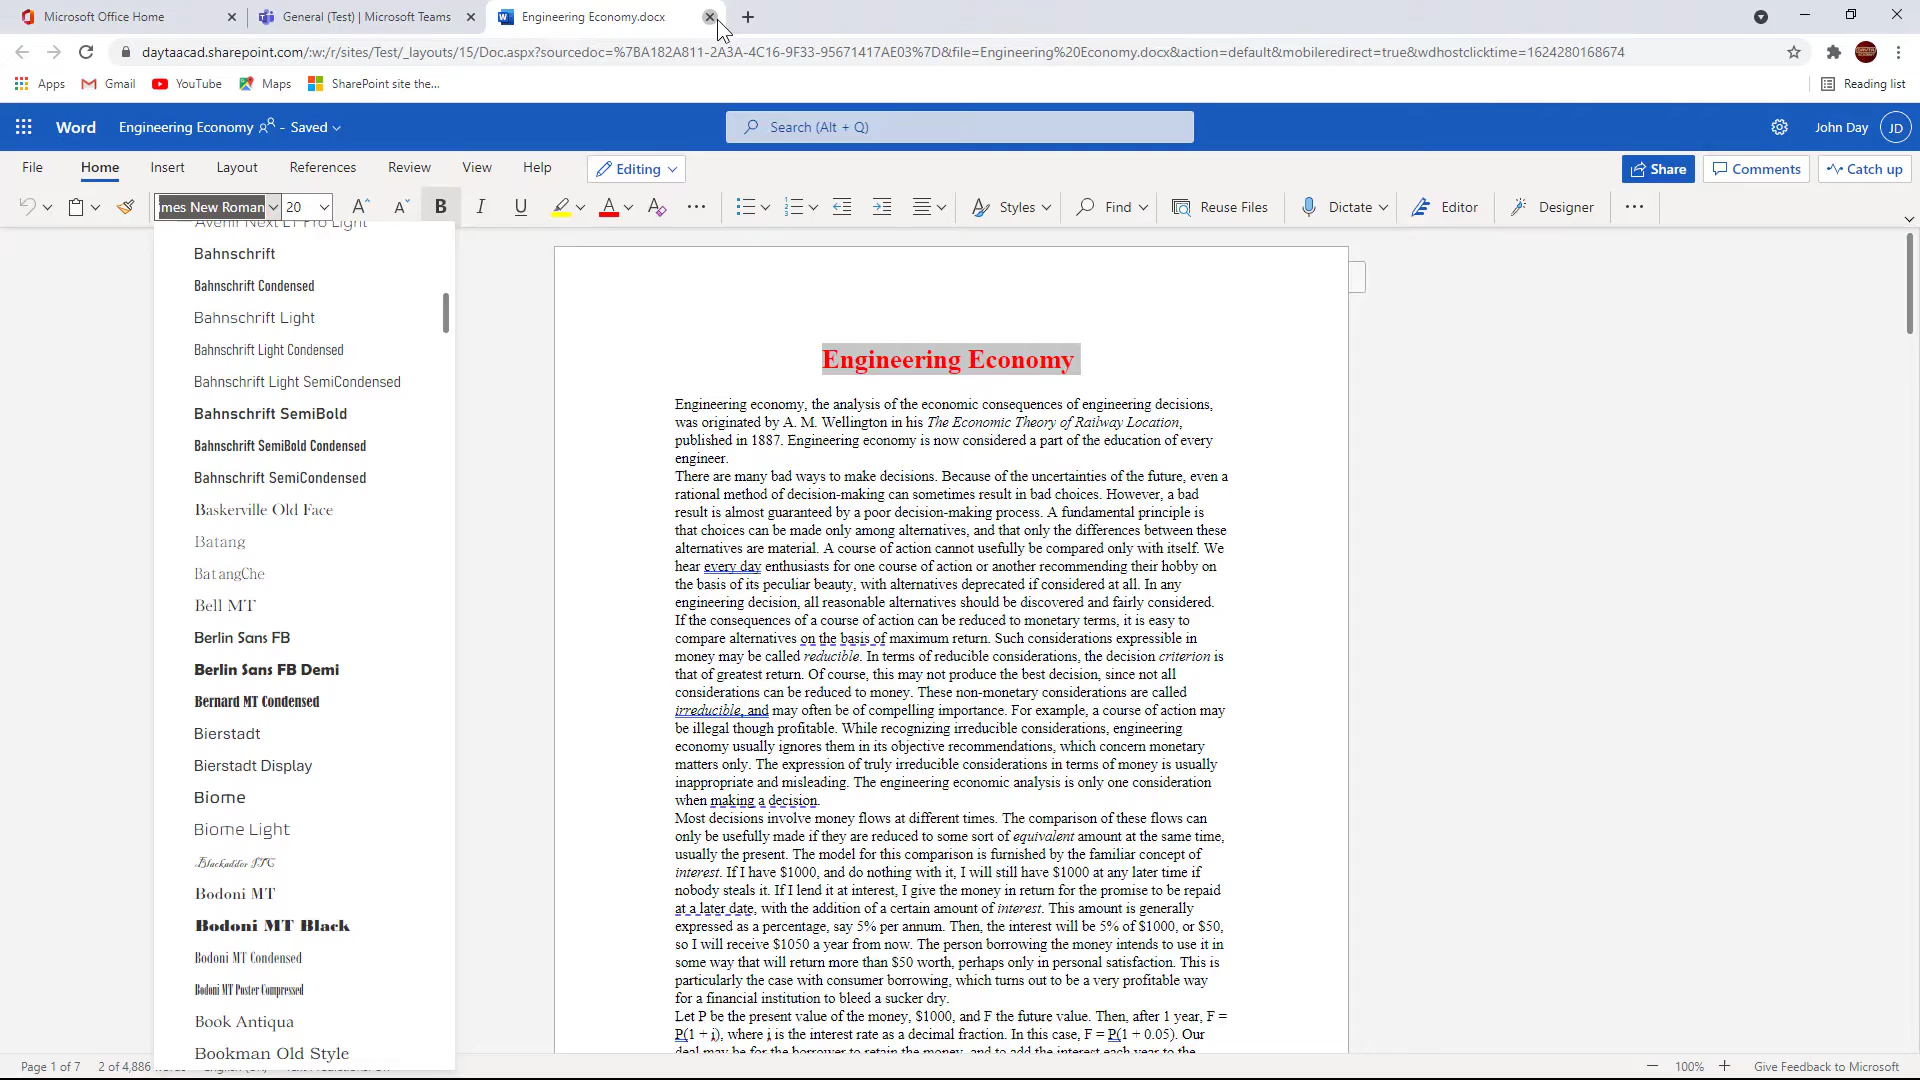 Microsoft Office Home
General (Test) | Microsoft Teams
Engineering Economy.docx
daytaacad.sharepoint.com/:w:/r/sites/Test/_layouts/15/Doc.aspx?sourcedoc=%7BA182A811-2A3A-4C16-9F33-95671417AE03%7D&file=Engineering%20Economy.docx&action=default&mobileredirect=true&wdhostclicktime=1624280168674
Apps
Gmail
YouTube
Maps
SharePoint site the...
Reading list
Word
Engineering Economy - Saved
Search (Alt + Q)
John Day
JD
File
Home
Insert
Layout
References
Review
View
Help
Editing
Share
Comments
Catch up
imes New Roman
20
Styles
Find
Reuse Files
Dictate
Editor
Designer
Avenir Next LT Pro Light
Bahnschrift
Bahnschrift Condensed
Bahnschrift Light
Bahnschrift Light Condensed
Bahnschrift Light SemiCondensed
Bahnschrift SemiBold
Bahnschrift SemiBold Condensed
Bahnschrift SemiCondensed
Baskerville Old Face
Batang
BatangChe
Bell MT
Berlin Sans FB
Berlin Sans FB Demi
Bernard MT Condensed
Bierstadt
Bierstadt Display
Biome
Biome Light
Blackadder ITC
Bodoni MT
Bodoni MT Black
Bodoni MT Condensed
Bodoni MT Poster Compressed
Book Antiqua
Bookman Old Style
Engineering Economy
Engineering economy, the analysis of the economic consequences of engineering decisions,
was originated by A. M. Wellington in his The Economic Theory of Railway Location,
published in 1887. Engineering economy is now considered a part of the education of every
engineer.
There are many bad ways to make decisions. Because of the uncertainties of the future, even a
rational method of decision-making can sometimes result in bad choices. However, a bad
result is almost guaranteed by a poor decision-making process. A fundamental principle is
that choices can be made only among alternatives, and that only the differences between these
alternatives are material. A course of action cannot usefully be compared only with itself. We
hear every day enthusiasts for one course of action or another recommending their hobby on
the basis of its peculiar beauty, with alternatives deprecated if considered at all. In any
engineering decision, all reasonable alternatives should be discovered and fairly considered.
If the consequences of a course of action can be reduced to monetary terms, it is easy to
compare alternatives on the basis of maximum return. Such considerations expressible in
money may be called reducible. In terms of reducible considerations, the decision criterion is
that of greatest return. Of course, this may not produce the best decision, since not all
considerations can be reduced to money. These non-monetary considerations are called
irreducible, and may often be of compelling importance. For example, a course of action may
be illegal though profitable. While recognizing irreducible considerations, engineering
economy usually ignores them in its objective recommendations, which concern monetary
matters only. The expression of truly irreducible considerations in terms of money is usually
inappropriate and misleading. The engineering economic analysis is only one consideration
when making a decision.
Most decisions involve money flows at different times. The comparison of these flows can
only be usefully made if they are reduced to some sort of equivalent amount at the same time,
usually the present. The model for this comparison is furnished by the familiar concept of
interest. If I have $1000, and do nothing with it, I will still have $1000 at any later time if
nobody steals it. If I lend it at interest, I give the money in return for the promise to be repaid
at a later date, with the addition of a certain amount of interest. This amount is generally
expressed as a percentage, say 5% per annum. Then, the interest will be 5% of $1000, or $50,
so I will receive $1050 a year from now. The person borrowing the money intends to use it in
some way that will return more than $50 worth, perhaps only in personal satisfaction. This is
particularly the case with consumer borrowing, which turns out to be a very profitable way
for a financial institution to bleed a sucker dry.
Let P be the present value of the money, $1000, and F the future value. Then, after 1 year, F =
P(1 + i), where i is the interest rate as a decimal fraction. In this case, F = P(1 + 0.05). Our
deal may be for the borrower to retain the money, and to add the interest each year to the
Page 1 of 7
2 of 4,886
100%
Give Feedback to Microsoft